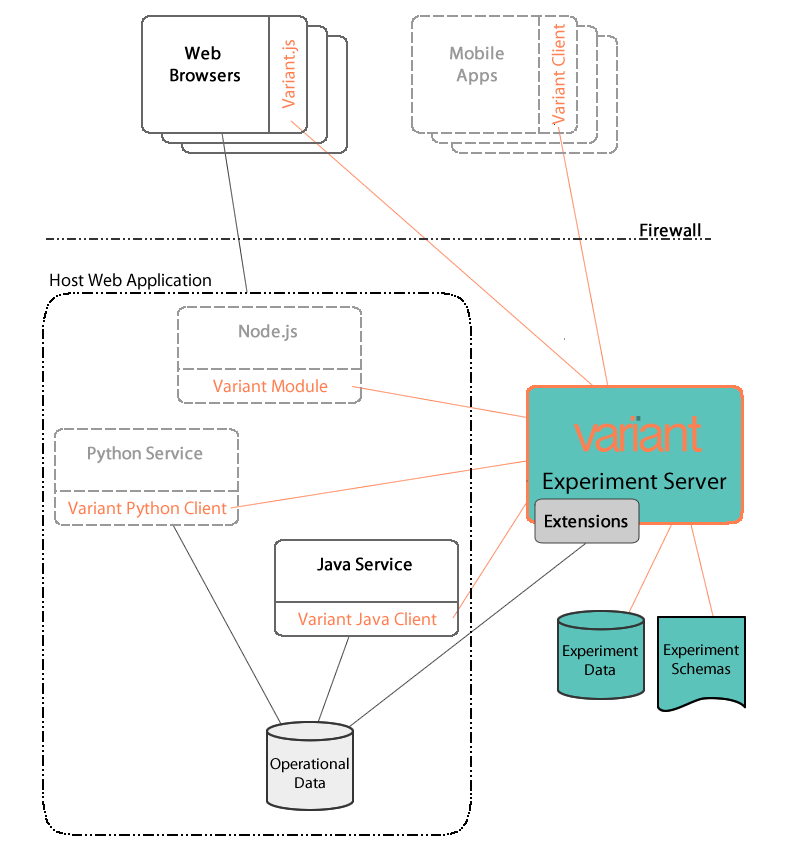 Web
Browsers
Variant.js
Mobile
Apps
Variant Client
Firewall
Host Web Application
Node.js
Variant Module
variant
Experiment Server
Extensions
Python Service
Variant Python Client
Java Service
Variant Java Client
Experiment
Data
Experiment
Schemas
Operational
Data